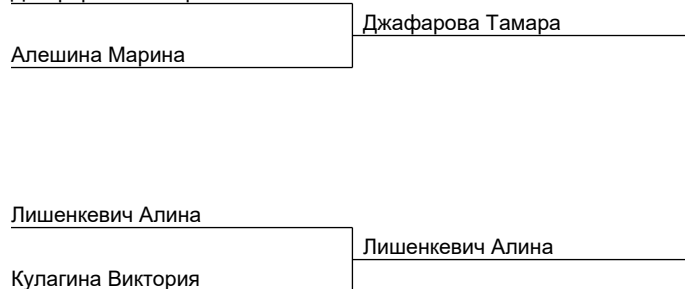 Джафарова Тамара
Алешина Марина
Лишенкевич Алина
Лишенкевич Алина
Кулагина Виктория